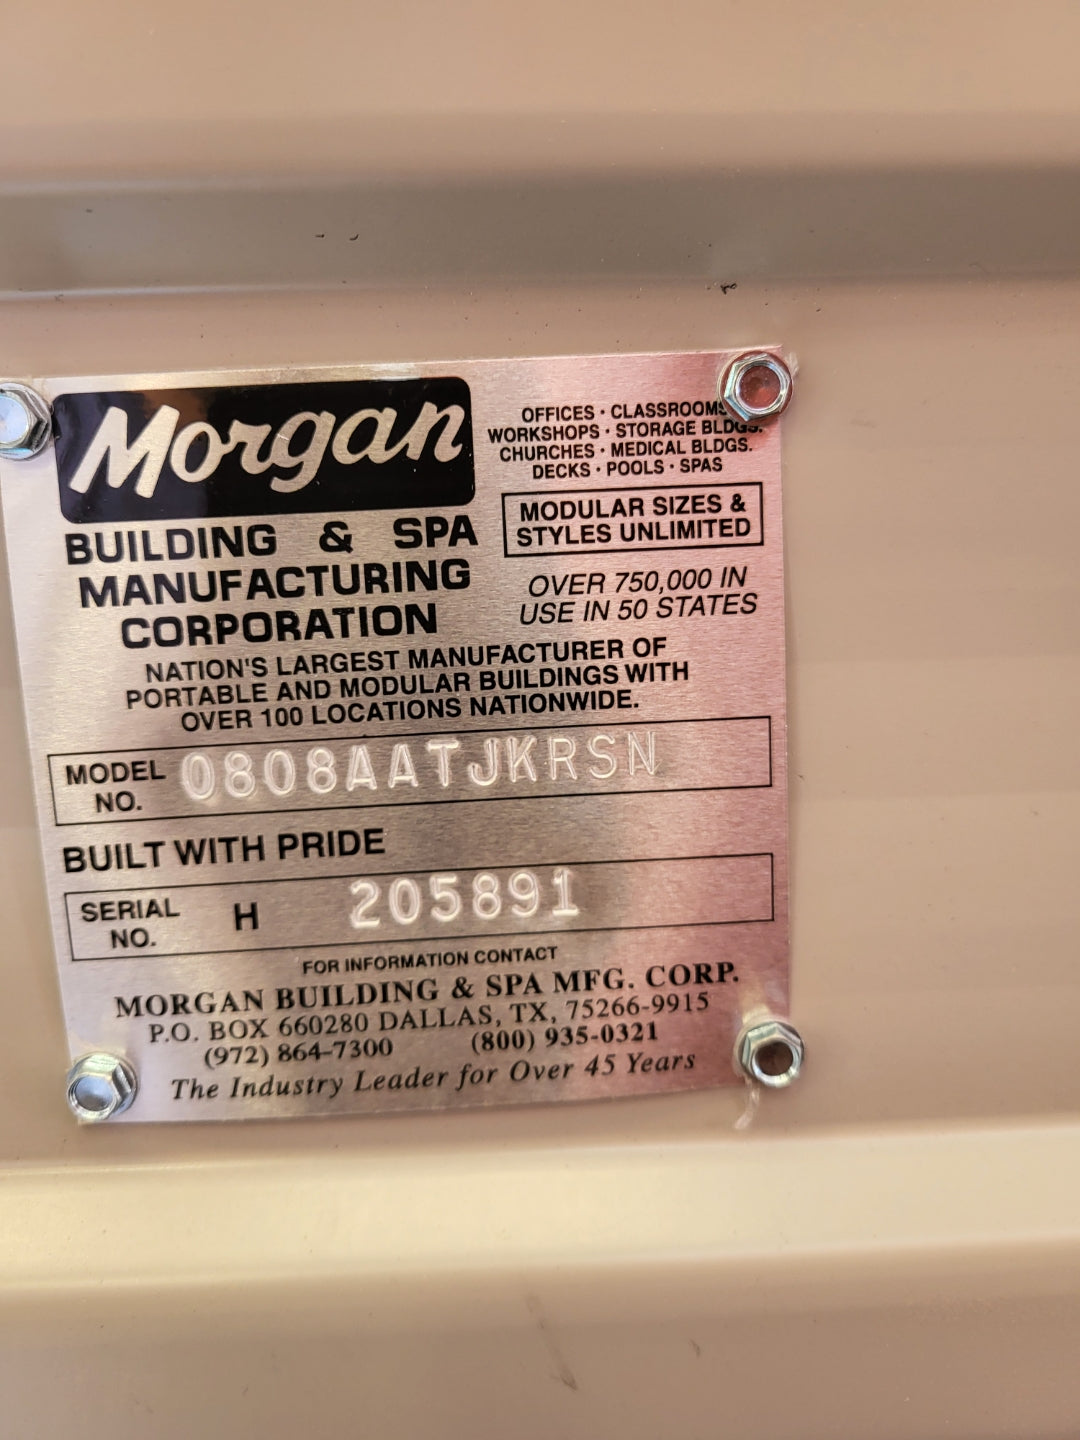 Morgan
BUILDING & SPA
MANUFACTURING
CORPORATION
OFFICES · CLASSROOMS
WORKSHOPS · STORAGE BLDGS.
CHURCHES · MEDICAL BLDGS.
DECKS · POOLS · SPAS
MODULAR SIZES &
STYLES UNLIMITED
OVER 750,000 IN
USE IN 50 STATES
NATION'S LARGEST MANUFACTURER OF
PORTABLE AND MODULAR BUILDINGS WITH
OVER 100 LOCATIONS NATIONWIDE.
MODEL NO. 0808AATJKRSN
BUILT WITH PRIDE
SERIAL NO. H 205891
FOR INFORMATION CONTACT
MORGAN BUILDING & SPA MFG. CORP.
P.O. BOX 660280 DALLAS, TX, 75266-9915
(972) 864-7300 (800) 935-0321
The Industry Leader for Over 45 Years